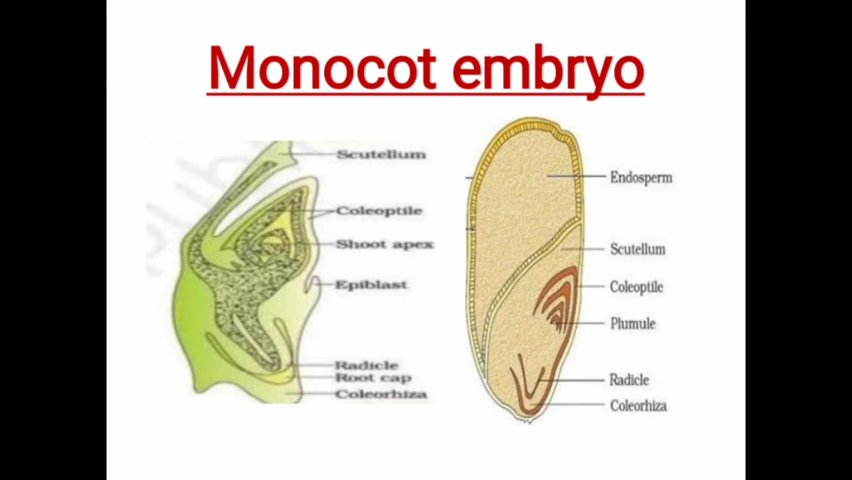 Monocot embryo
Scutellum
Coleoptile
Shoot apex
Epiblast
Radicle
Root cap
Coleorhiza
Endosperm
Scutellum
Coleoptile
Plumule
Radicle
Coleorhiza